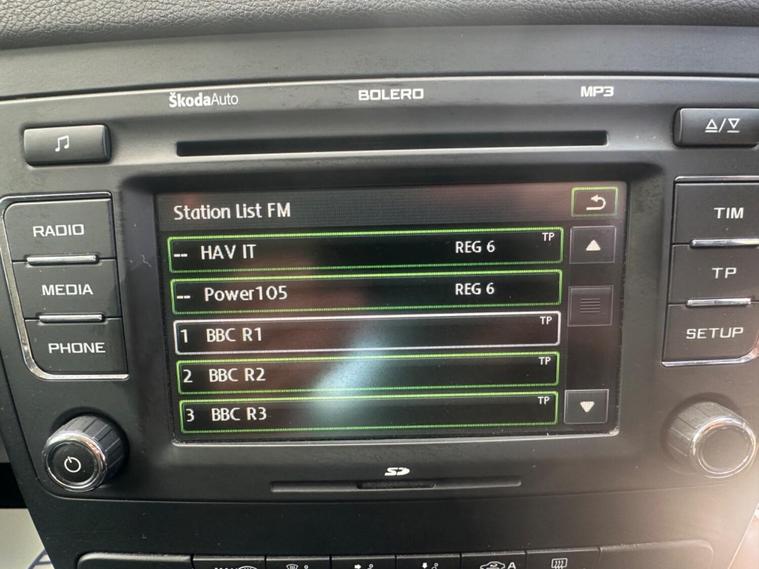 ŠkodaAuto BOLERO MP3
Station List FM
-- HAV IT REG 6 TP
-- Power105 REG 6
1 BBC R1 TP
2 BBC R2 TP
3 BBC R3 TP
RADIO
MEDIA
PHONE
TIM
TP
SETUP
SD
A